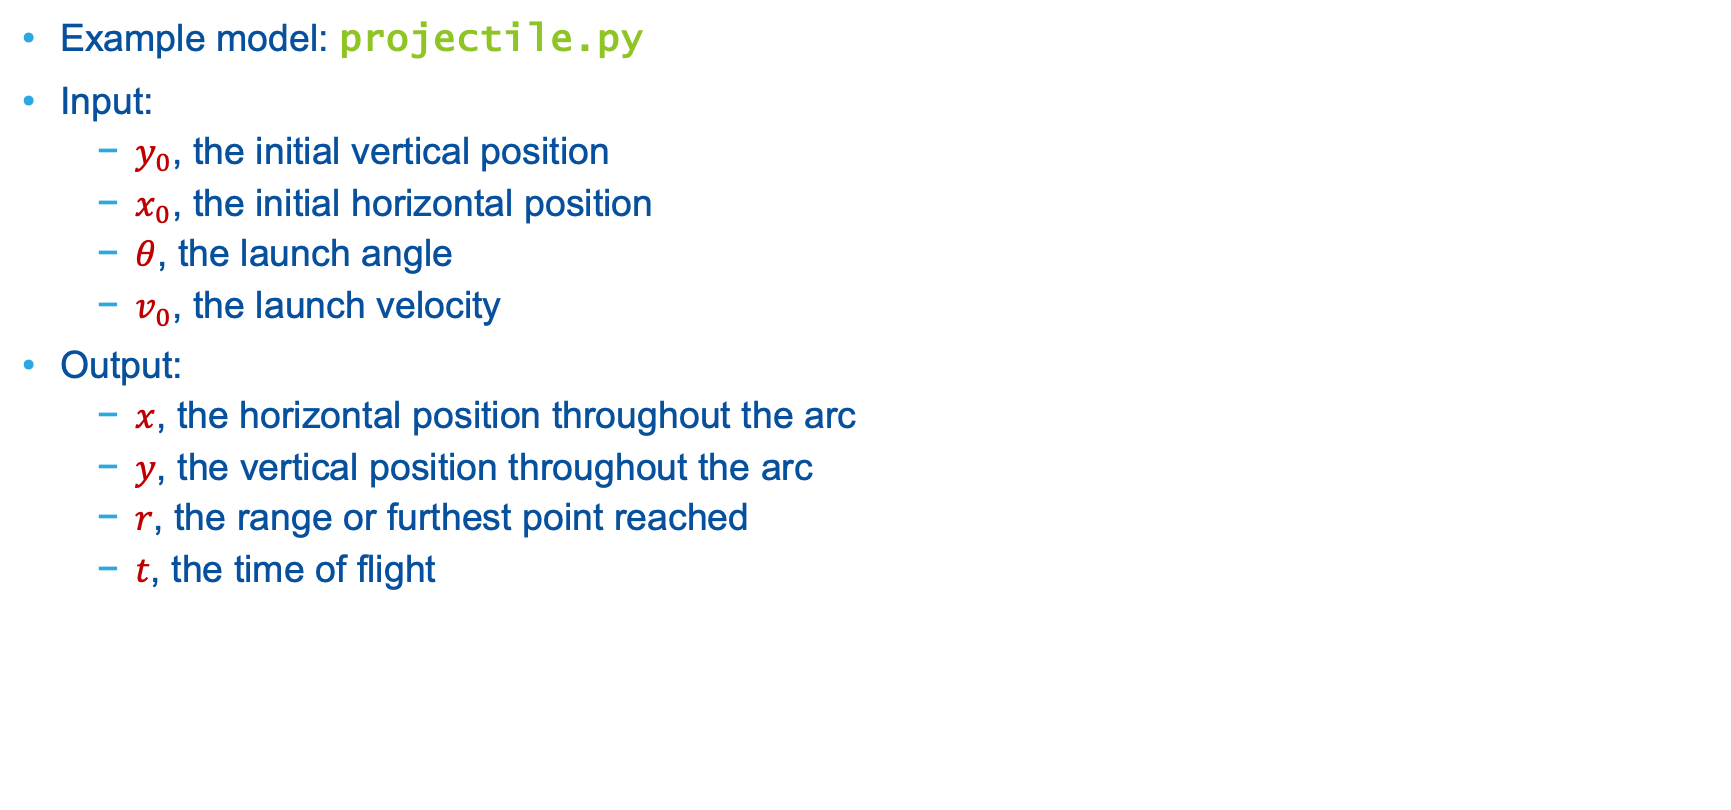 • Example model: projectile.py
• Input:
– y₀, the initial vertical position
– x₀, the initial horizontal position
– θ, the launch angle
– v₀, the launch velocity
• Output:
– x, the horizontal position throughout the arc
– y, the vertical position throughout the arc
– r, the range or furthest point reached
– t, the time of flight